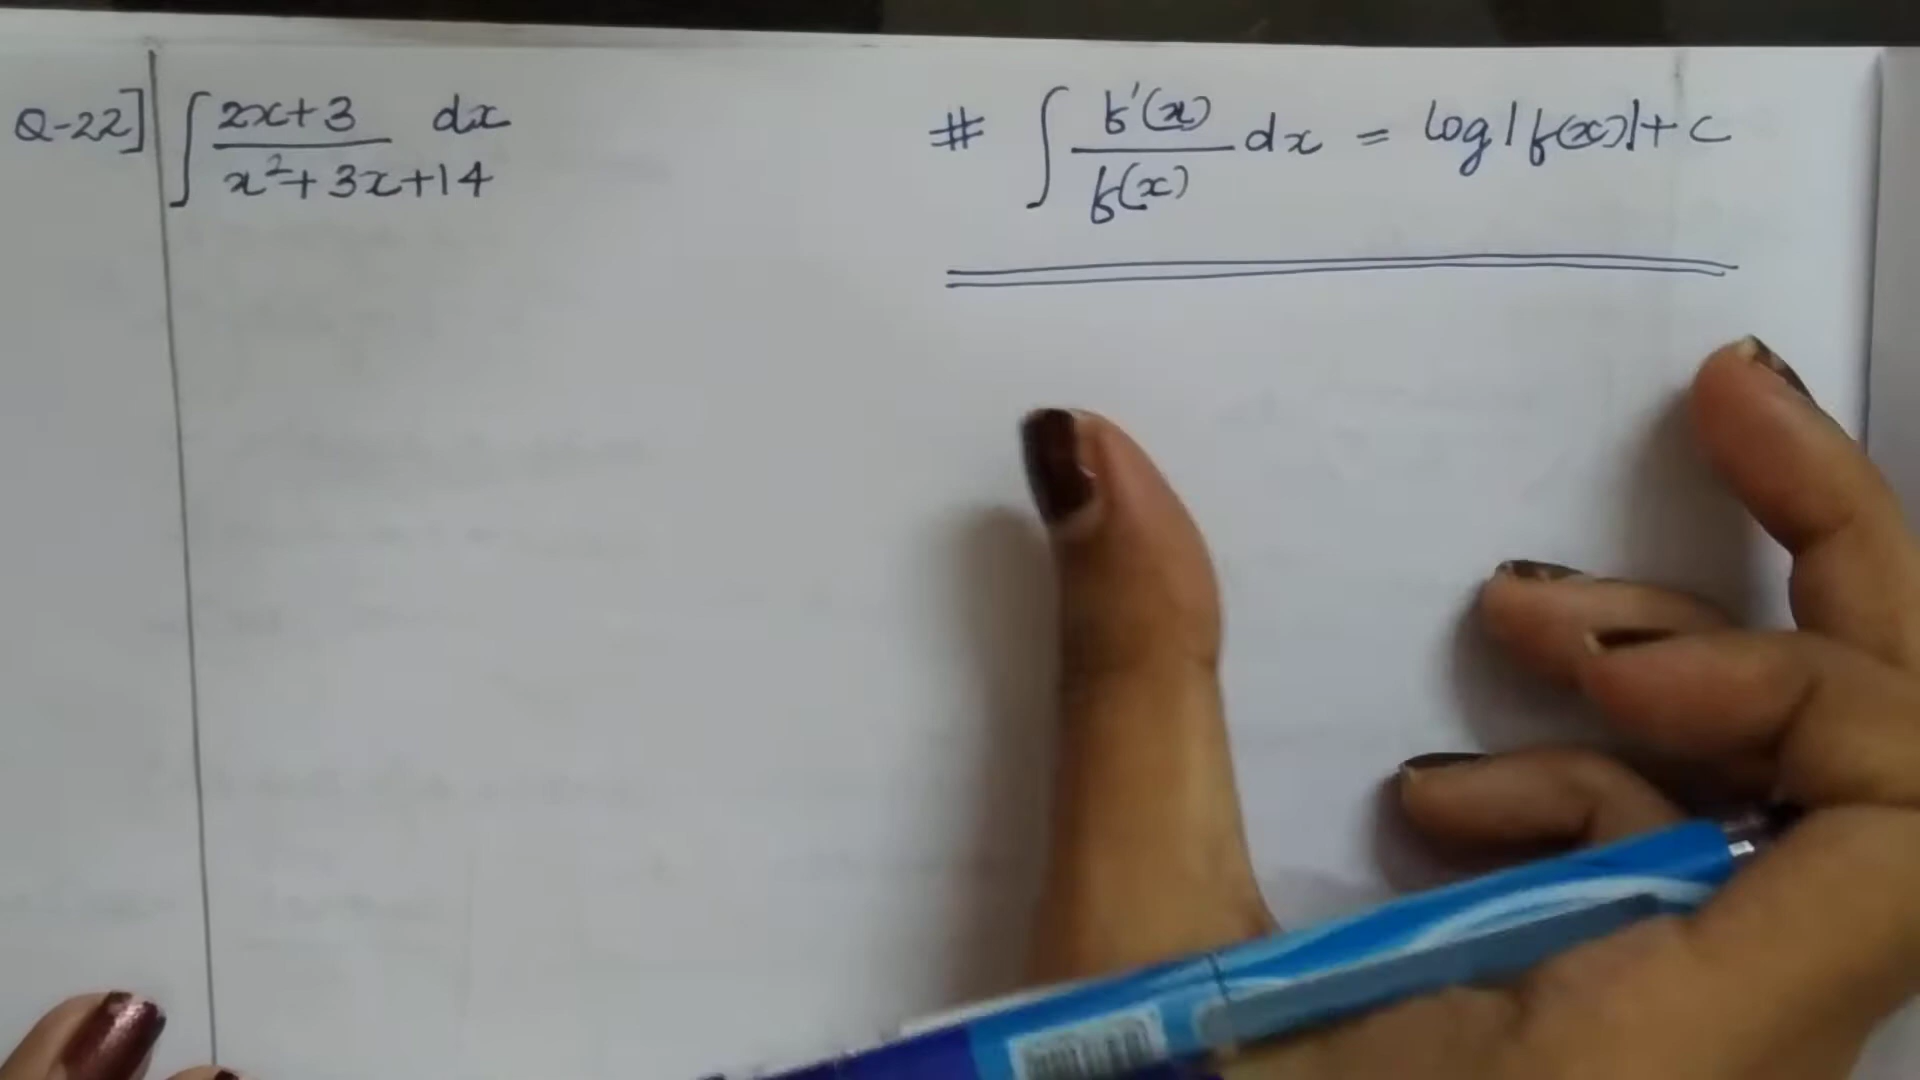 Q-22] ∫ 2x+3 / x²+3x+14 dx
# ∫ f'(x) / f(x) dx = log|f(x)|+c